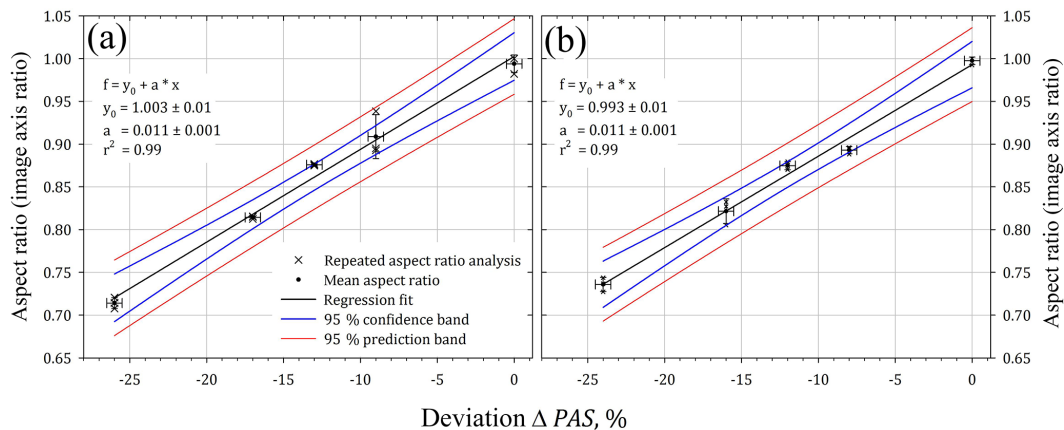 (a)
f = y0 + a * x
y0 = 1.003 ± 0.01
a = 0.011 ± 0.001
r2 = 0.99
Aspect ratio (image axis ratio)
1.05
1.00
0.95
0.90
0.85
0.80
0.75
0.70
0.65
Repeated aspect ratio analysis
Mean aspect ratio
Regression fit
95 % confidence band
95 % prediction band
-25 -20 -15 -10 -5 0
(b)
f = y0 + a * x
y0 = 0.993 ± 0.01
a = 0.011 ± 0.001
r2 = 0.99
1.05
1.00
0.95
0.90
0.85
0.80
0.75
0.70
0.65
Aspect ratio (image axis ratio)
-25 -20 -15 -10 -5 0
Deviation Δ PAS, %